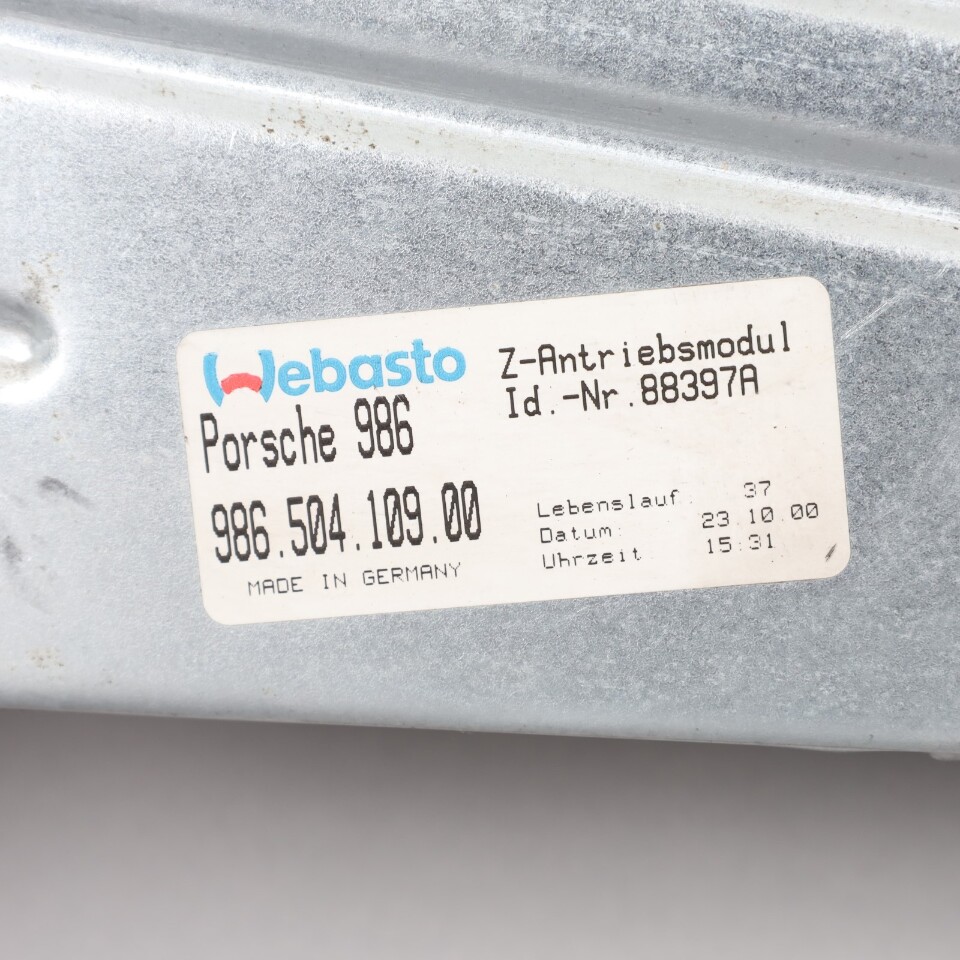 Webasto
Z-Antriebsmodul
Id.-Nr.88397A
Porsche 986
986.504.109.00
MADE IN GERMANY
Lebenslauf: 37
Datum: 23.10.00
Uhrzeit 15:31